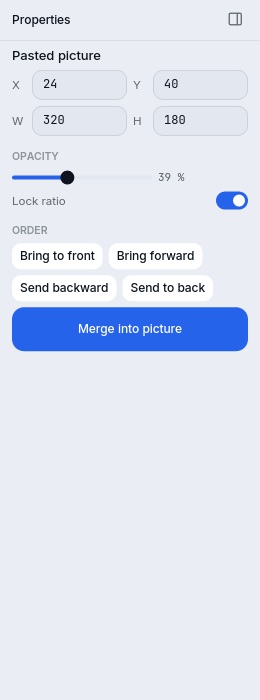 Properties
Pasted picture
X 24 Y 40
W 320 H 180
OPACITY
39 %
Lock ratio
ORDER
Bring to front Bring forward
Send backward Send to back
Merge into picture